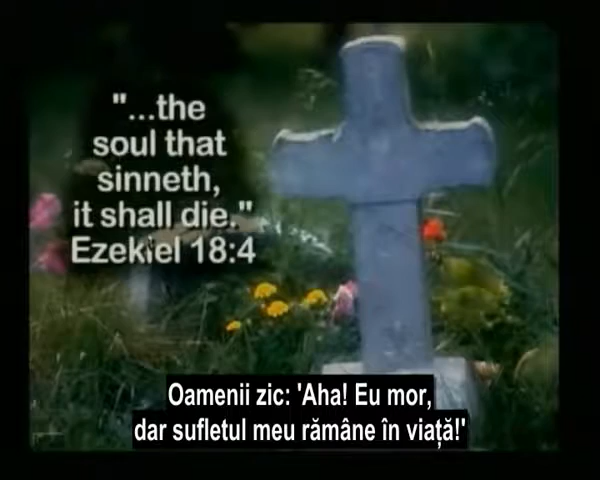 "...the
soul that
sinneth,
it shall die."
Ezekiel 18:4
Oamenii zic: 'Aha! Eu mor,
dar sufletul meu rămâne în viaţă!'